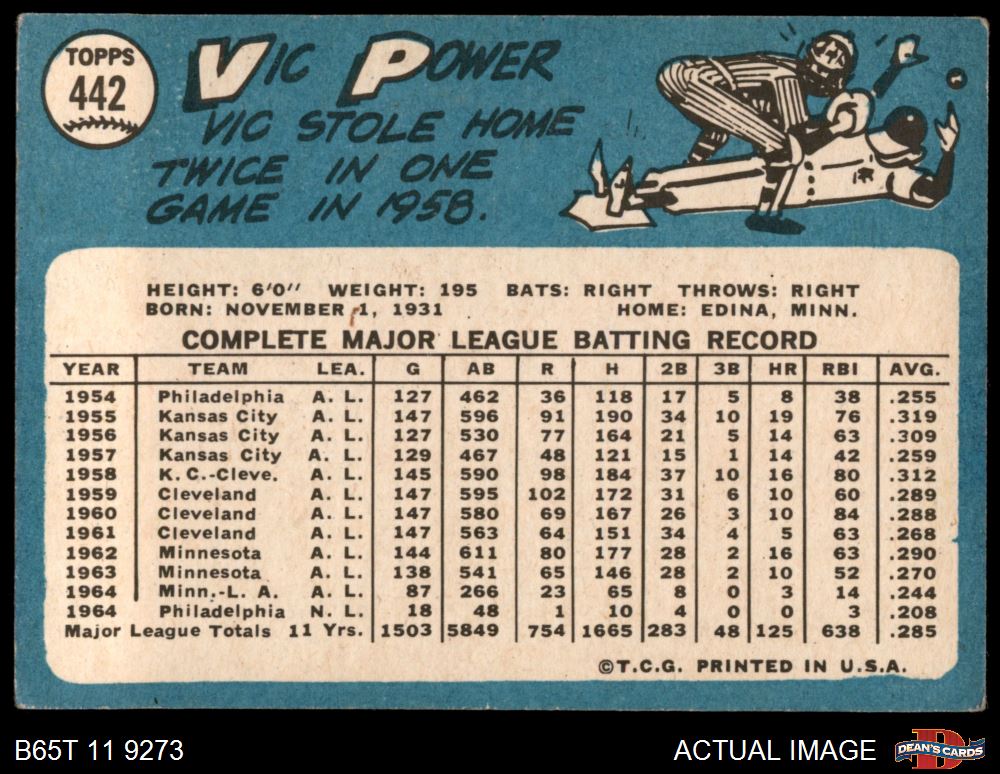 TOPPS
442
VIC POWER
VIC STOLE HOME
TWICE IN ONE
GAME IN 1958.
HEIGHT: 6'0" WEIGHT: 195 BATS: RIGHT THROWS: RIGHT
BORN: NOVEMBER 1, 1931 HOME: EDINA, MINN.
COMPLETE MAJOR LEAGUE BATTING RECORD
YEAR TEAM LEA. G AB R H 2B 3B HR RBI AVG.
1954 Philadelphia A. L. 127 462 36 118 17 5 8 38 .255
1955 Kansas City A. L. 147 596 91 190 34 10 19 76 .319
1956 Kansas City A. L. 127 530 77 164 21 5 14 63 .309
1957 Kansas City A. L. 129 467 48 121 15 1 14 42 .259
1958 K. C.-Cleve. A. L. 145 590 98 184 37 10 16 80 .312
1959 Cleveland A. L. 147 595 102 172 31 6 10 60 .289
1960 Cleveland A. L. 147 580 69 167 26 3 10 84 .288
1961 Cleveland A. L. 147 563 64 151 34 4 5 63 .268
1962 Minnesota A. L. 144 611 80 177 28 2 16 63 .290
1963 Minnesota A. L. 138 541 65 146 28 2 10 52 .270
1964 Minn.-L. A. A. L. 87 266 23 65 8 0 3 14 .244
1964 Philadelphia N. L. 18 48 1 10 4 0 0 3 .208
Major League Totals 11 Yrs. 1503 5849 754 1665 283 48 125 638 .285
©T.C.G. PRINTED IN U.S.A.
B65T 11 9273 ACTUAL IMAGE DEAN'S CARDS